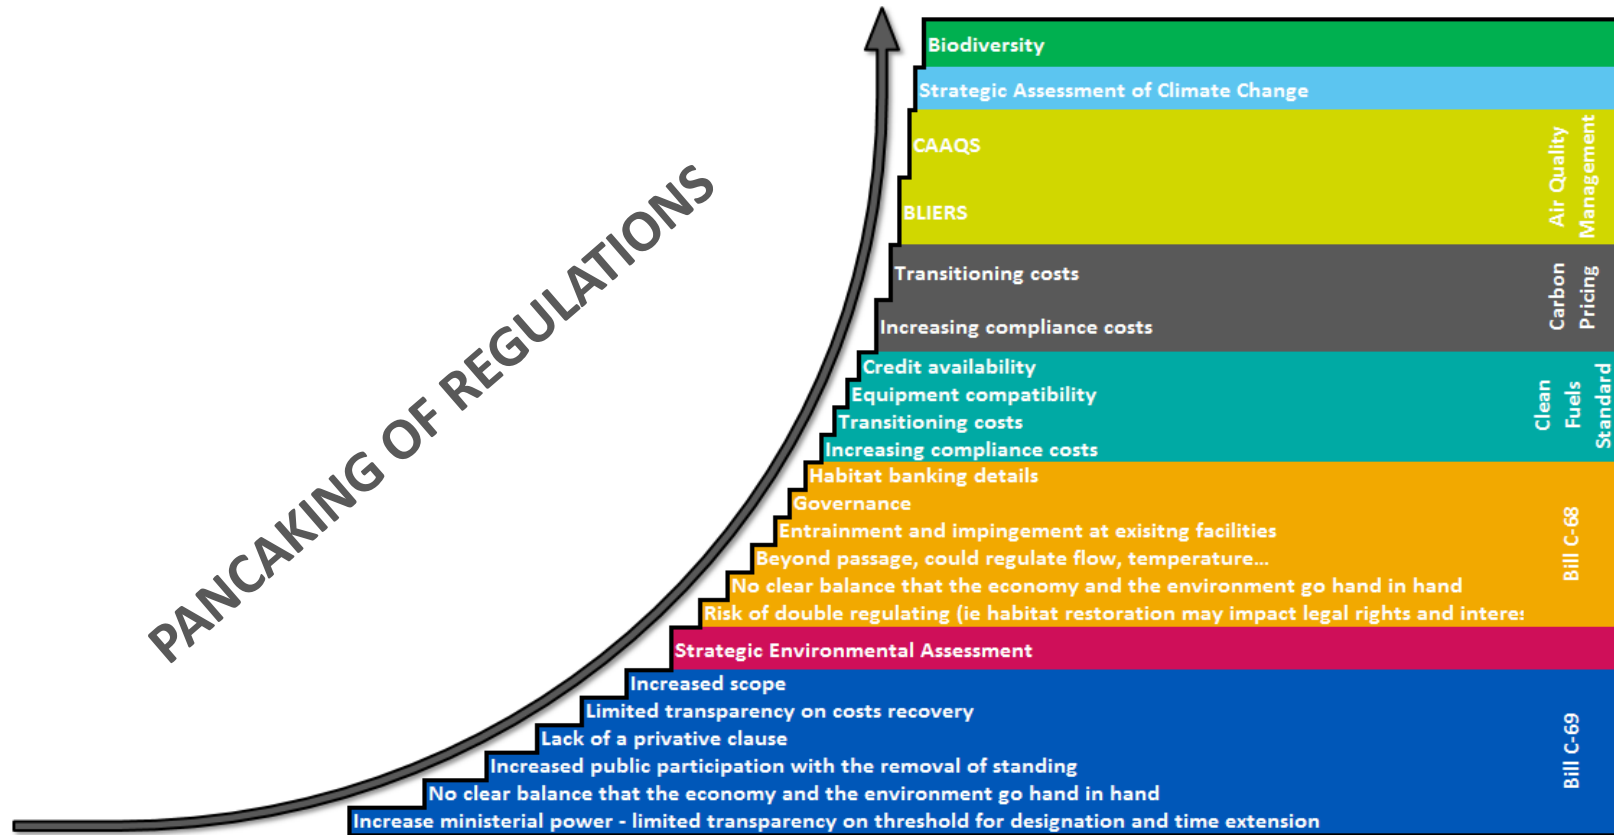 PANCAKING OF REGULATIONS
Biodiversity
Strategic Assessment of Climate Change
CAAQS
BLIERS
Air Quality
Management
Transitioning costs
Increasing compliance costs
Carbon
Pricing
Credit availability
Equipment compatibility
Transitioning costs
Increasing compliance costs
Clean
Fuels
Standard
Habitat banking details
Governance
Entrainment and impingement at exisitng facilities
Beyond passage, could regulate flow, temperature...
No clear balance that the economy and the environment go hand in hand
Risk of double regulating (ie habitat restoration may impact legal rights and interes
Bill C-68
Strategic Environmental Assessment
Increased scope
Limited transparency on costs recovery
Lack of a privative clause
Increased public participation with the removal of standing
No clear balance that the economy and the environment go hand in hand
Increase ministerial power - limited transparency on threshold for designation and time extension
Bill C-69